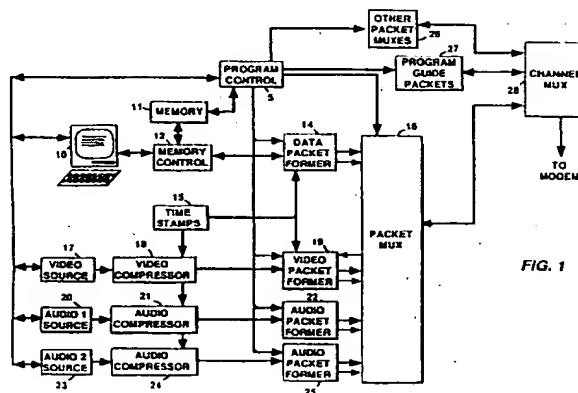 OTHER
PACKET
MUXES
26
27
PROGRAM
CONTROL
5
PROGRAM
GUIDE
PACKETS
CHANNEL
MUX
28
11
MEMORY
12
MEMORY
CONTROL
10
14
DATA
PACKET
FORMER
16
TO
MODEM
15
TIME
STAMPS
PACKET
MUX
17
VIDEO
SOURCE
18
VIDEO
COMPRESSOR
19
VIDEO
PACKET
FORMER
FIG. 1
20
AUDIO 1
SOURCE
21
AUDIO
COMPRESSOR
22
AUDIO
PACKET
FORMER
AUDIO 2
SOURCE
23
AUDIO
COMPRESSOR
24
AUDIO
PACKET
FORMER
25